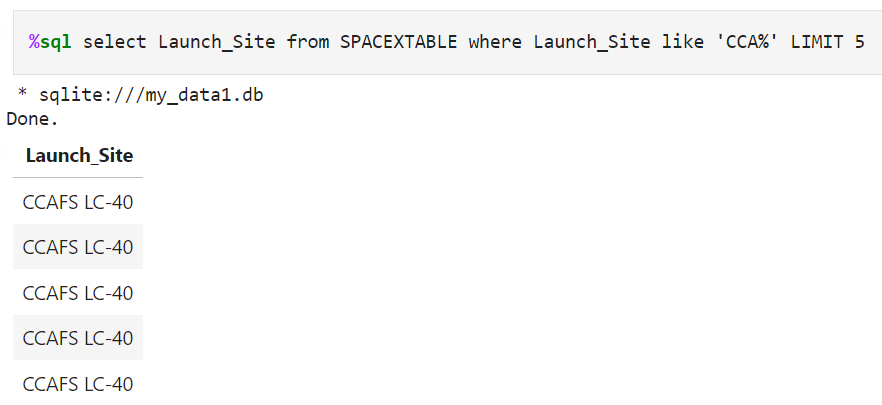 %sql select Launch_Site from SPACEXTABLE where Launch_Site like 'CCA%' LIMIT 5
* sqlite:///my_data1.db
Done.
Launch_Site
CCAFS LC-40
CCAFS LC-40
CCAFS LC-40
CCAFS LC-40
CCAFS LC-40